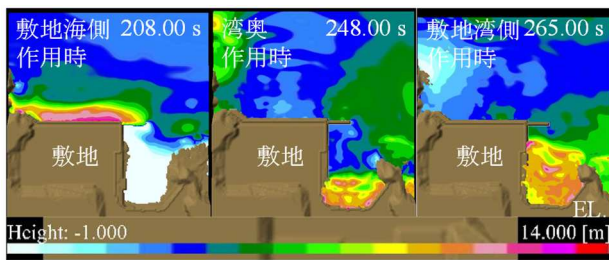 敷地海側 208.00 s
作用時
湾奥 248.00 s
作用時
敷地湾側 265.00 s
作用時
敷地
敷地
敷地
EL.
Height: -1.000
14.000 [m]